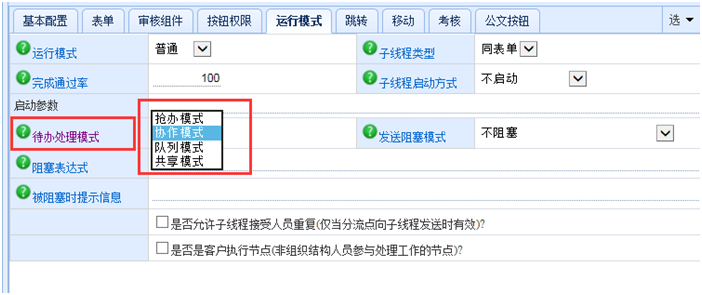 基本配置 表单 审核组件 按钮权限 运行模式 跳转 移动 考核 公文按钮 选
运行模式 普通 子线程类型 同表单
完成通过率 100 子线程启动方式 不启动
启动参数
待办处理模式 抢办模式 发送阻塞模式 不阻塞
协作模式
队列模式
共享模式
阻塞表达式
被阻塞时提示信息
是否允许子线程接受人员重复(仅当分流点向子线程发送时有效)?
是否是客户执行节点(非组织结构人员参与处理工作的节点)?